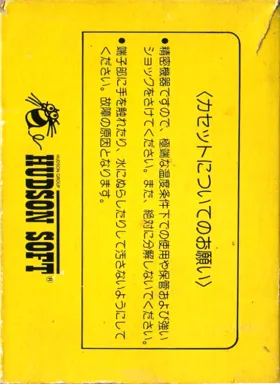 〈カセットについてのお願い〉
●精密機器ですので、極端な温度条件下での使用や保管および強い
ショックをさけてください。また、絶対に分解しないでください。
●端子部に手を触れたり、水にぬらしたりして汚さないようにして
ください。故障の原因となります。
HUDSON GROUP
HUDSON SOFT®